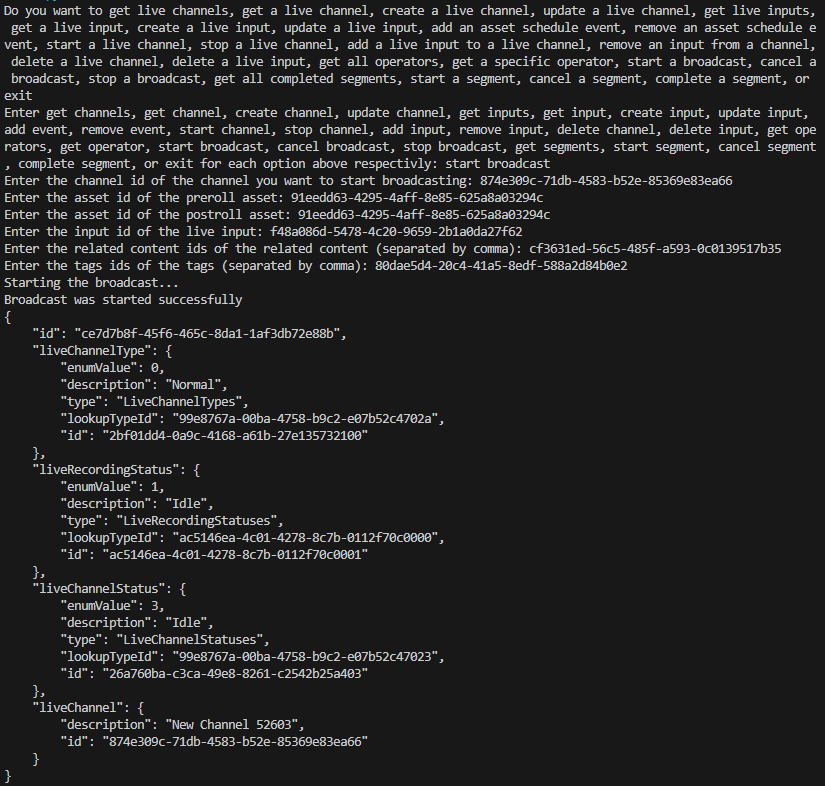 Do you want to get live channels, get a live channel, create a live channel, update a live channel, get live inputs,
 get a live input, create a live input, update a live input, add an asset schedule event, remove an asset schedule e
vent, start a live channel, stop a live channel, add a live input to a live channel, remove an input from a channel,
 delete a live channel, delete a live input, get all operators, get a specific operator, start a broadcast, cancel a
 broadcast, stop a broadcast, get all completed segments, start a segment, cancel a segment, complete a segment, or
exit
Enter get channels, get channel, create channel, update channel, get inputs, get input, create input, update input,
add event, remove event, start channel, stop channel, add input, remove input, delete channel, delete input, get ope
rators, get operator, start broadcast, cancel broadcast, stop broadcast, get segments, start segment, cancel segment
, complete segment, or exit for each option above respectivly: start broadcast
Enter the channel id of the channel you want to start broadcasting: 874e309c-71db-4583-b52e-85369e83ea66
Enter the asset id of the preroll asset: 91eedd63-4295-4aff-8e85-625a8a03294c
Enter the asset id of the postroll asset: 91eedd63-4295-4aff-8e85-625a8a03294c
Enter the input id of the live input: f48a086d-5478-4c20-9659-2b1a0da27f62
Enter the related content ids of the related content (separated by comma): cf3631ed-56c5-485f-a593-0c0139517b35
Enter the tags ids of the tags (separated by comma): 80dae5d4-20c4-41a5-8edf-588a2d84b0e2
Starting the broadcast...
Broadcast was started successfully
{
    "id": "ce7d7b8f-45f6-465c-8da1-1af3db72e88b",
    "liveChannelType": {
        "enumValue": 0,
        "description": "Normal",
        "type": "LiveChannelTypes",
        "lookupTypeId": "99e8767a-00ba-4758-b9c2-e07b52c4702a",
        "id": "2bf01dd4-0a9c-4168-a61b-27e135732100"
    },
    "liveRecordingStatus": {
        "enumValue": 1,
        "description": "Idle",
        "type": "LiveRecordingStatuses",
        "lookupTypeId": "ac5146ea-4c01-4278-8c7b-0112f70c0000",
        "id": "ac5146ea-4c01-4278-8c7b-0112f70c0001"
    },
    "liveChannelStatus": {
        "enumValue": 3,
        "description": "Idle",
        "type": "LiveChannelStatuses",
        "lookupTypeId": "99e8767a-00ba-4758-b9c2-e07b52c47023",
        "id": "26a760ba-c3ca-49e8-8261-c2542b25a403"
    },
    "liveChannel": {
        "description": "New Channel 52603",
        "id": "874e309c-71db-4583-b52e-85369e83ea66"
    }
}